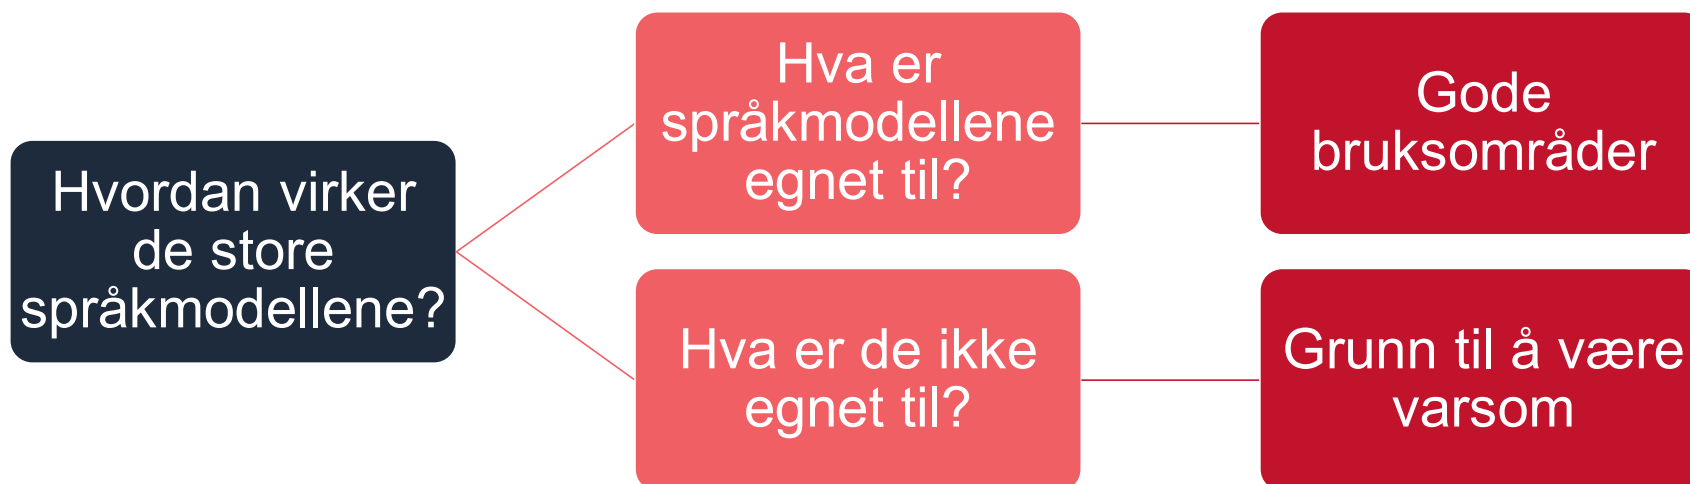 Hvordan virker
de store
språkmodellene?
Hva er
språkmodellene
egnet til?
Gode
bruksområder
Hva er de ikke
egnet til?
Grunn til å være
varsom